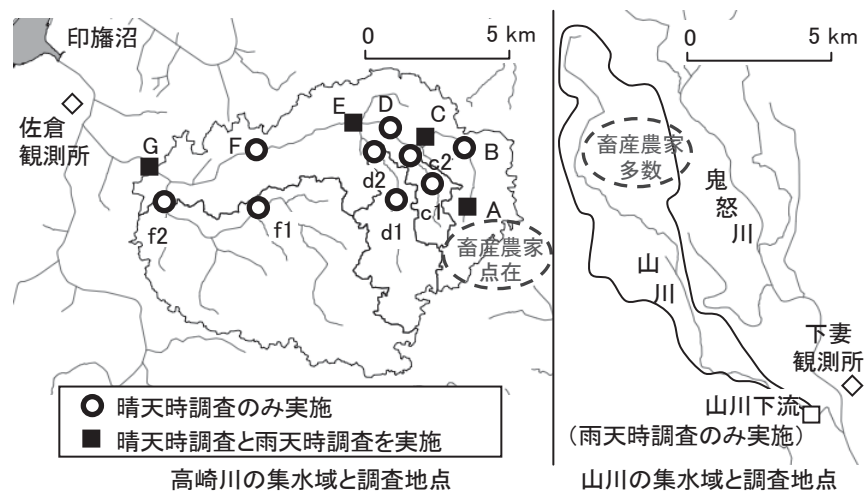 印旛沼
0 5 km
佐倉
観測所
E
D
C
B
G
F
c2
d2
c1
A
d1
f1
f2
畜産農家
点在
晴天時調査のみ実施
晴天時調査と雨天時調査を実施
高崎川の集水域と調査地点
0 5 km
畜産農家
多数
鬼怒川
山川
下妻
観測所
山川下流
（雨天時調査のみ実施）
山川の集水域と調査地点